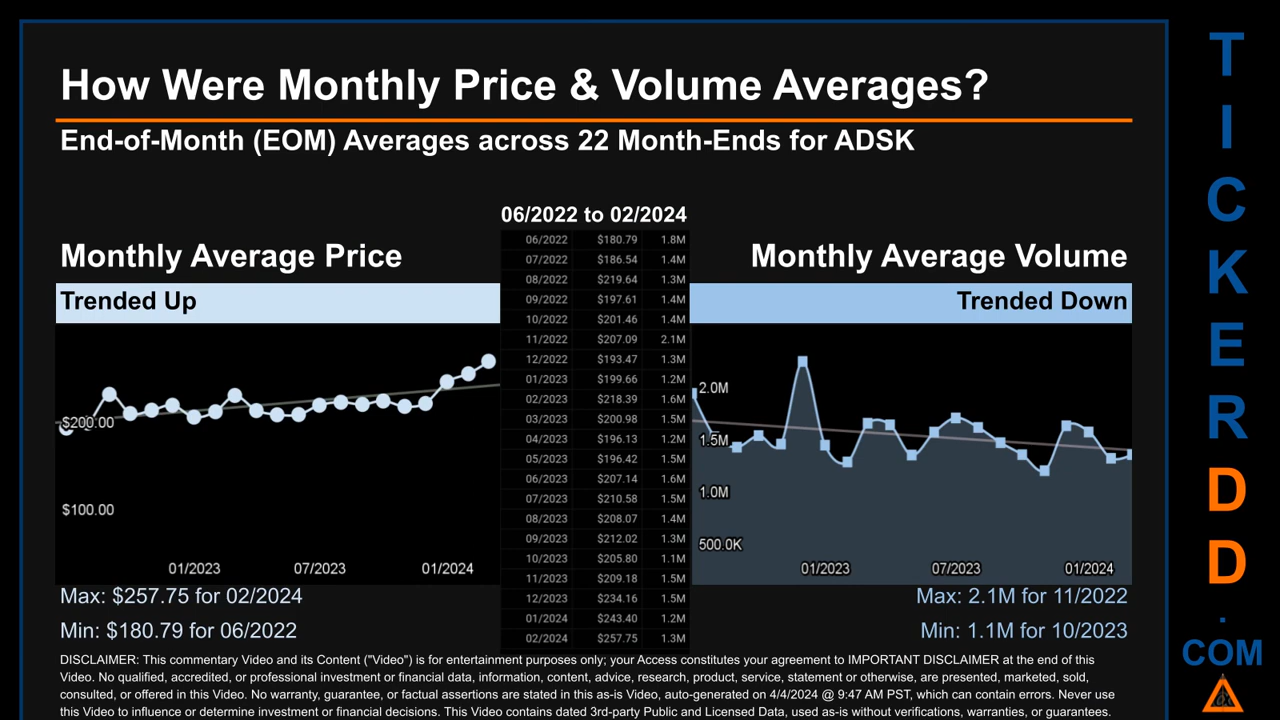 How Were Monthly Price & Volume Averages?
End-of-Month (EOM) Averages across 22 Month-Ends for ADSK
06/2022 to 02/2024
Monthly Average Price
Trended Up
$200.00
$100.00
01/2023 07/2023 01/2024
Max: $257.75 for 02/2024
Min: $180.79 for 06/2022
06/2022 $180.79 1.8M
07/2022 $186.54 1.4M
08/2022 $219.64 1.3M
09/2022 $197.61 1.4M
10/2022 $201.46 1.4M
11/2022 $207.09 2.1M
12/2022 $193.47 1.3M
01/2023 $199.66 1.2M
02/2023 $218.39 1.6M
03/2023 $200.98 1.5M
04/2023 $196.13 1.2M
05/2023 $196.42 1.5M
06/2023 $207.14 1.6M
07/2023 $210.58 1.5M
08/2023 $208.07 1.4M
09/2023 $212.02 1.3M
10/2023 $205.80 1.1M
11/2023 $209.18 1.5M
12/2023 $234.16 1.5M
01/2024 $243.40 1.2M
02/2024 $257.75 1.3M
Monthly Average Volume
Trended Down
2.0M
1.5M
1.0M
500.0K
01/2023 07/2023 01/2024
Max: 2.1M for 11/2022
Min: 1.1M for 10/2023
DISCLAIMER: This commentary Video and its Content ("Video") is for entertainment purposes only; your Access constitutes your agreement to IMPORTANT DISCLAIMER at the end of this
Video. No qualified, accredited, or professional investment or financial data, information, content, advice, research, product, service, statement or otherwise, are presented, marketed, sold,
consulted, or offered in this Video. No warranty, guarantee, or factual assertions are stated in this as-is Video, auto-generated on 4/4/2024 @ 9:47 AM PST, which can contain errors. Never use
this Video to influence or determine investment or financial decisions. This Video contains dated 3rd-party Public and Licensed Data, used as-is without verifications, warranties, or guarantees.
TICKERDD.COM